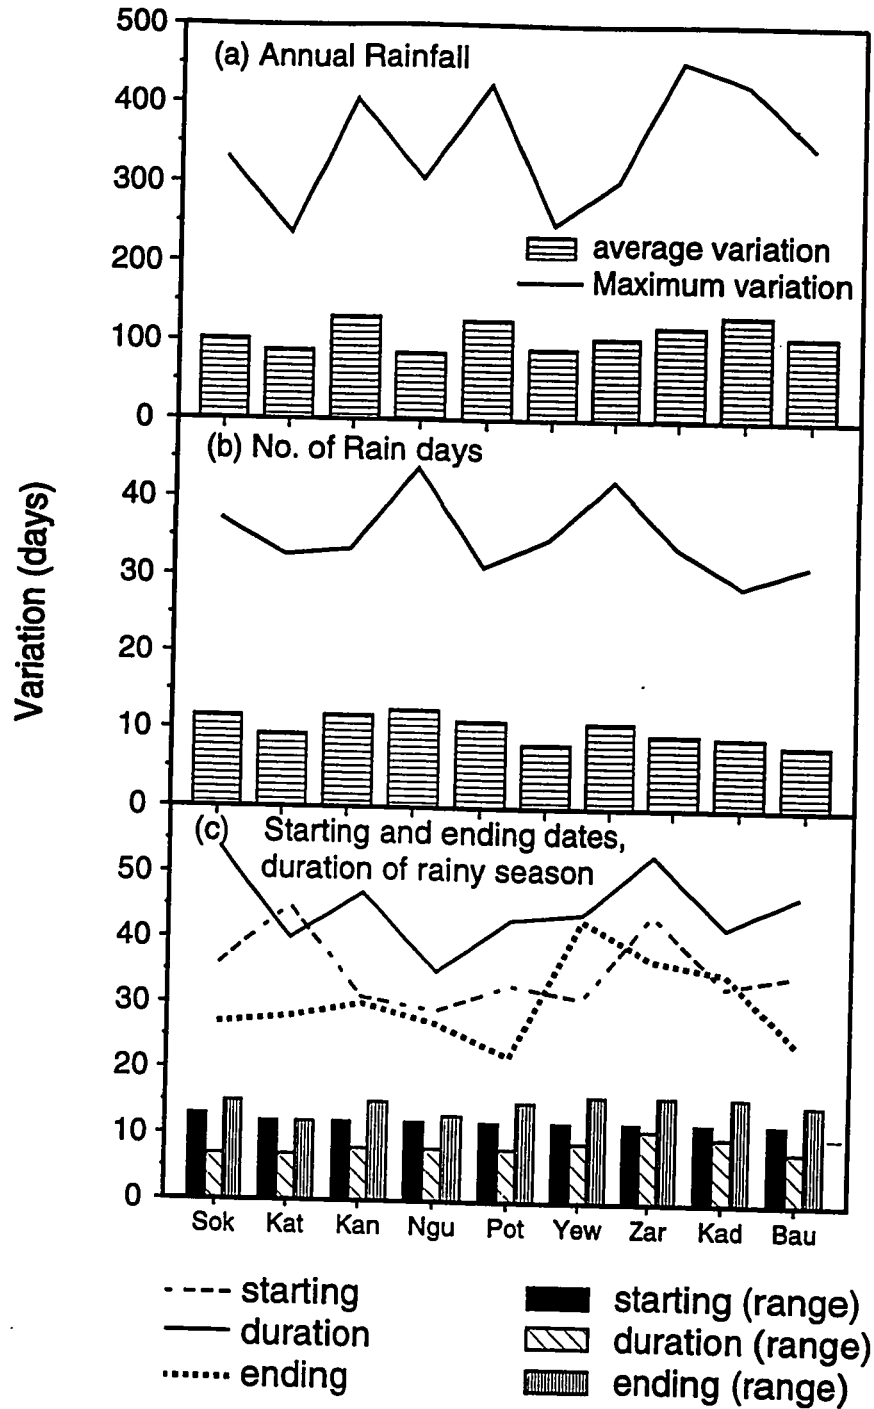 500
(a) Annual Rainfall
400
300
200
average variation
Maximum variation
100
0
(b) No. of Rain days
40
30
20
10
0
Variation (days)
(c) Starting and ending dates,
duration of rainy season
50
40
30
20
10
0
Sok Kat Kan Ngu Pot Yew Zar Kad Bau
starting
duration
ending
starting (range)
duration (range)
ending (range)